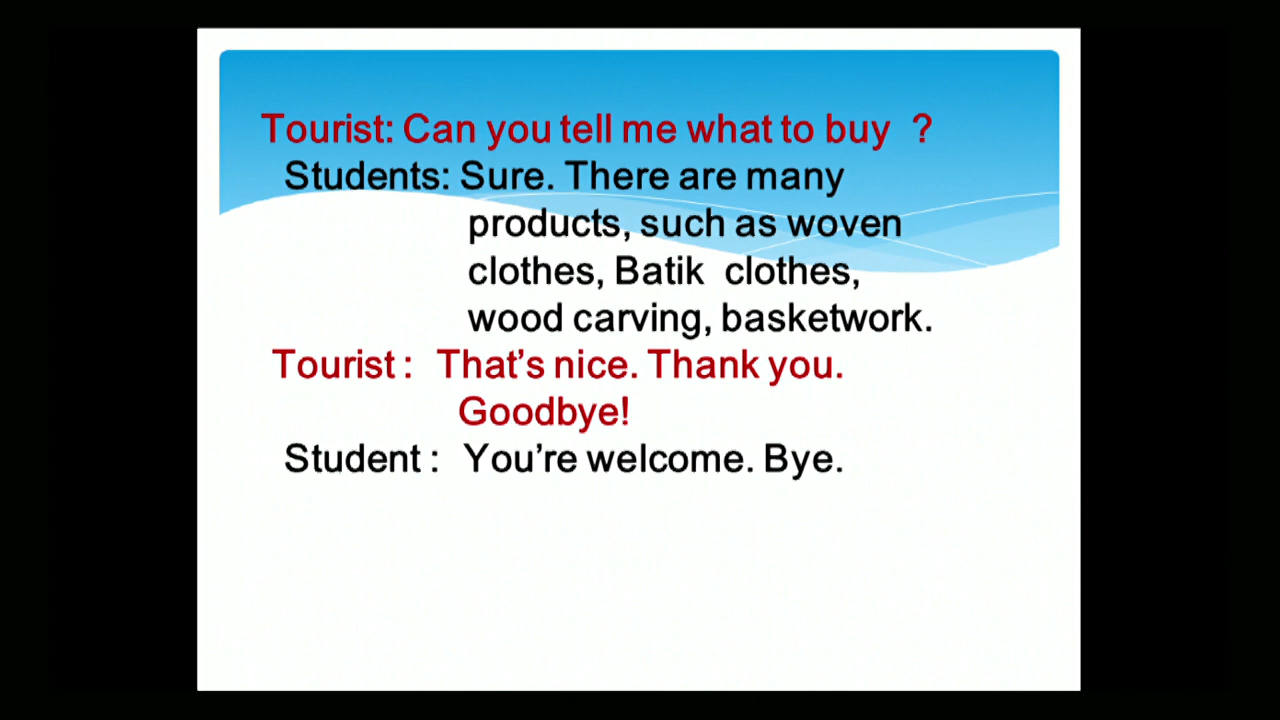 Tourist: Can you tell me what to buy ?
Students: Sure. There are many
products, such as woven
clothes, Batik clothes,
wood carving, basketwork.
Tourist : That’s nice. Thank you.
Goodbye!
Student : You’re welcome. Bye.